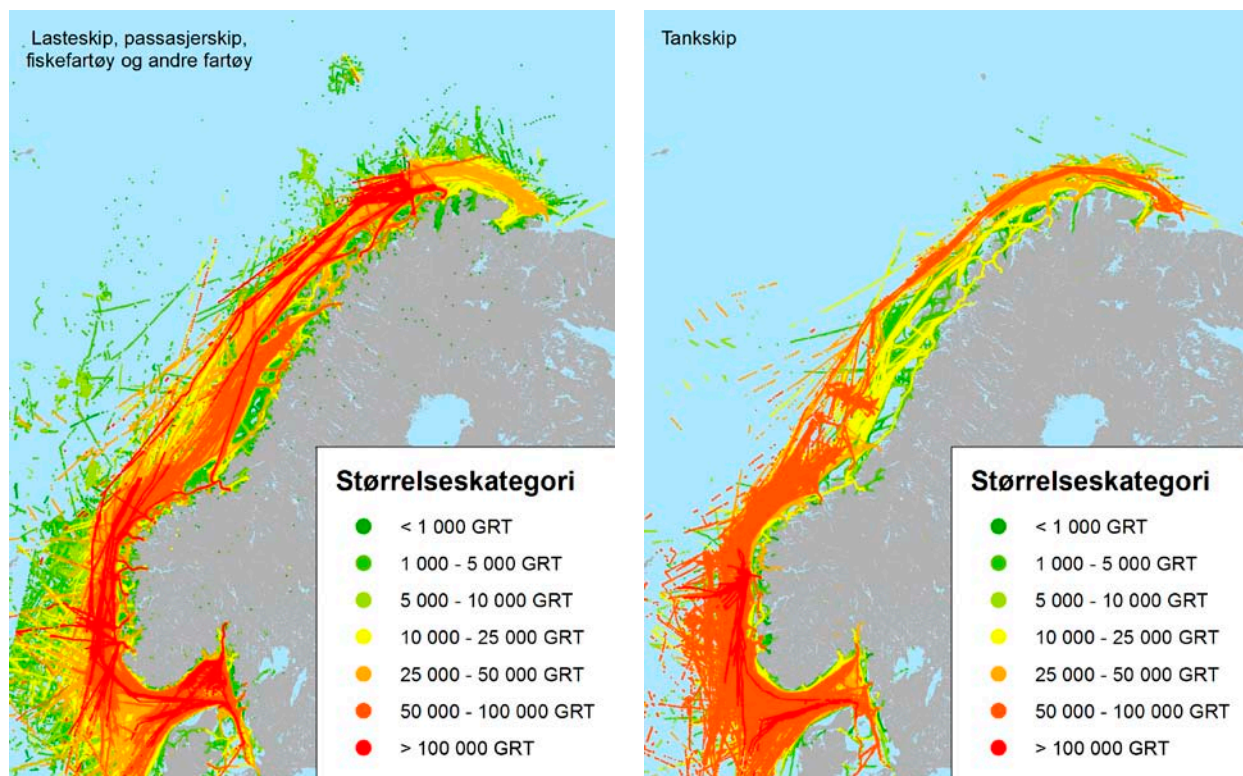 Lasteskip, passasjerskip,
fiskefartøy og andre fartøy
Størrelseskategori
< 1 000 GRT
1 000 - 5 000 GRT
5 000 - 10 000 GRT
10 000 - 25 000 GRT
25 000 - 50 000 GRT
50 000 - 100 000 GRT
> 100 000 GRT
Tankskip
Størrelseskategori
< 1 000 GRT
1 000 - 5 000 GRT
5 000 - 10 000 GRT
10 000 - 25 000 GRT
25 000 - 50 000 GRT
50 000 - 100 000 GRT
> 100 000 GRT